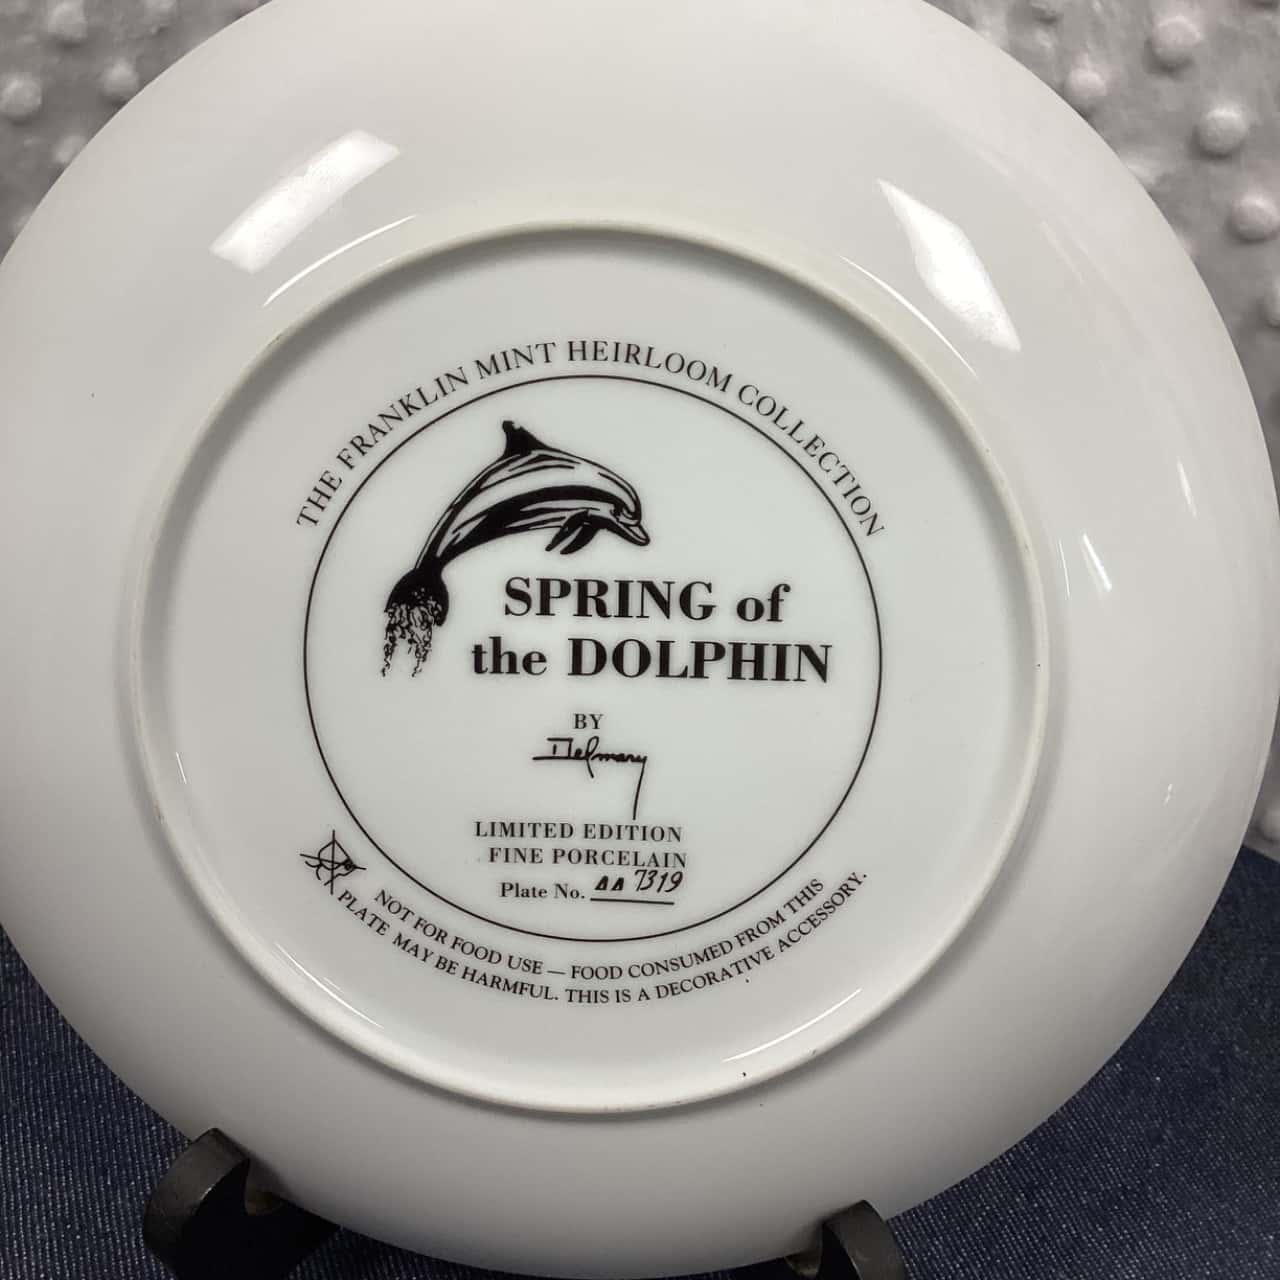 THE FRANKLIN MINT HEIRLOOM COLLECTION
SPRING of
the DOLPHIN
BY
Delmary
LIMITED EDITION
FINE PORCELAIN
Plate No. AA 7319
NOT FOR FOOD USE — FOOD CONSUMED FROM THIS
PLATE MAY BE HARMFUL. THIS IS A DECORATIVE ACCESSORY.